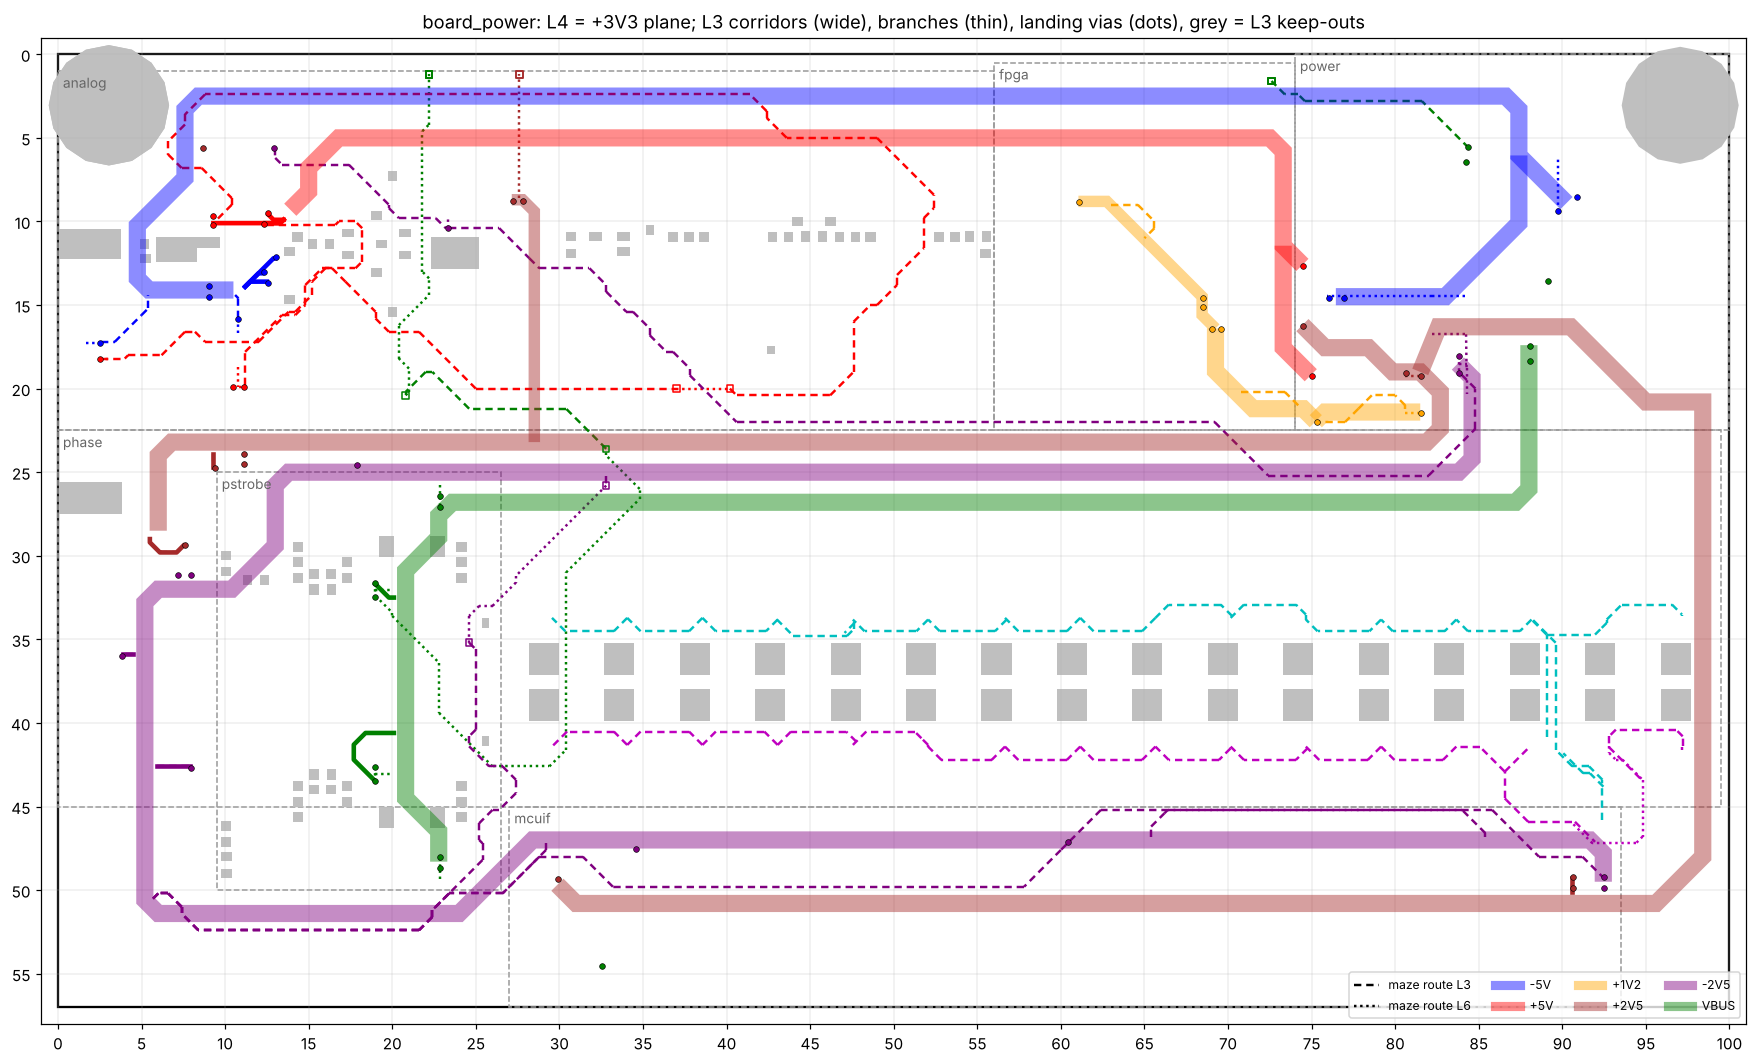 board_power: L4 = +3V3 plane; L3 corridors (wide), branches (thin), landing vias (dots), grey = L3 keep-outs
0
5
10
15
20
25
30
35
40
45
50
55
analog
fpga
power
phase
pstrobe
mcuif
maze route L3
maze route L6
-5V
+5V
+1V2
+2V5
-2V5
VBUS
0 5 10 15 20 25 30 35 40 45 50 55 60 65 70 75 80 85 90 95 100